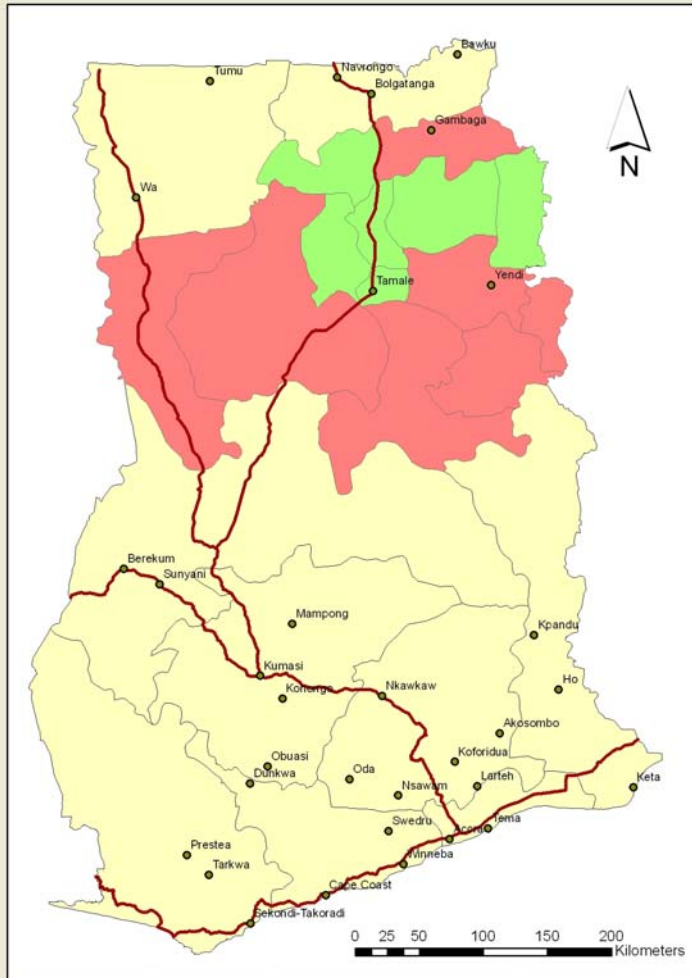 Bawku
Navrongo
Tumu
Bolgatanga
Gambaga
N
Wa
Yendi
Tamale
Berekum
Sunyani
Mampong
Kpandu
Kumasi
Ho
Konongo
Nkawkaw
Akosombo
Obuasi
Koforidua
Dunkwa
Oda
Larteh
Keta
Nsawam
Tema
Swedru
Accra
Prestea
Winneba
Tarkwa
Cape Coast
Sekondi-Takoradi
0 25 50 100 150 200
Kilometers